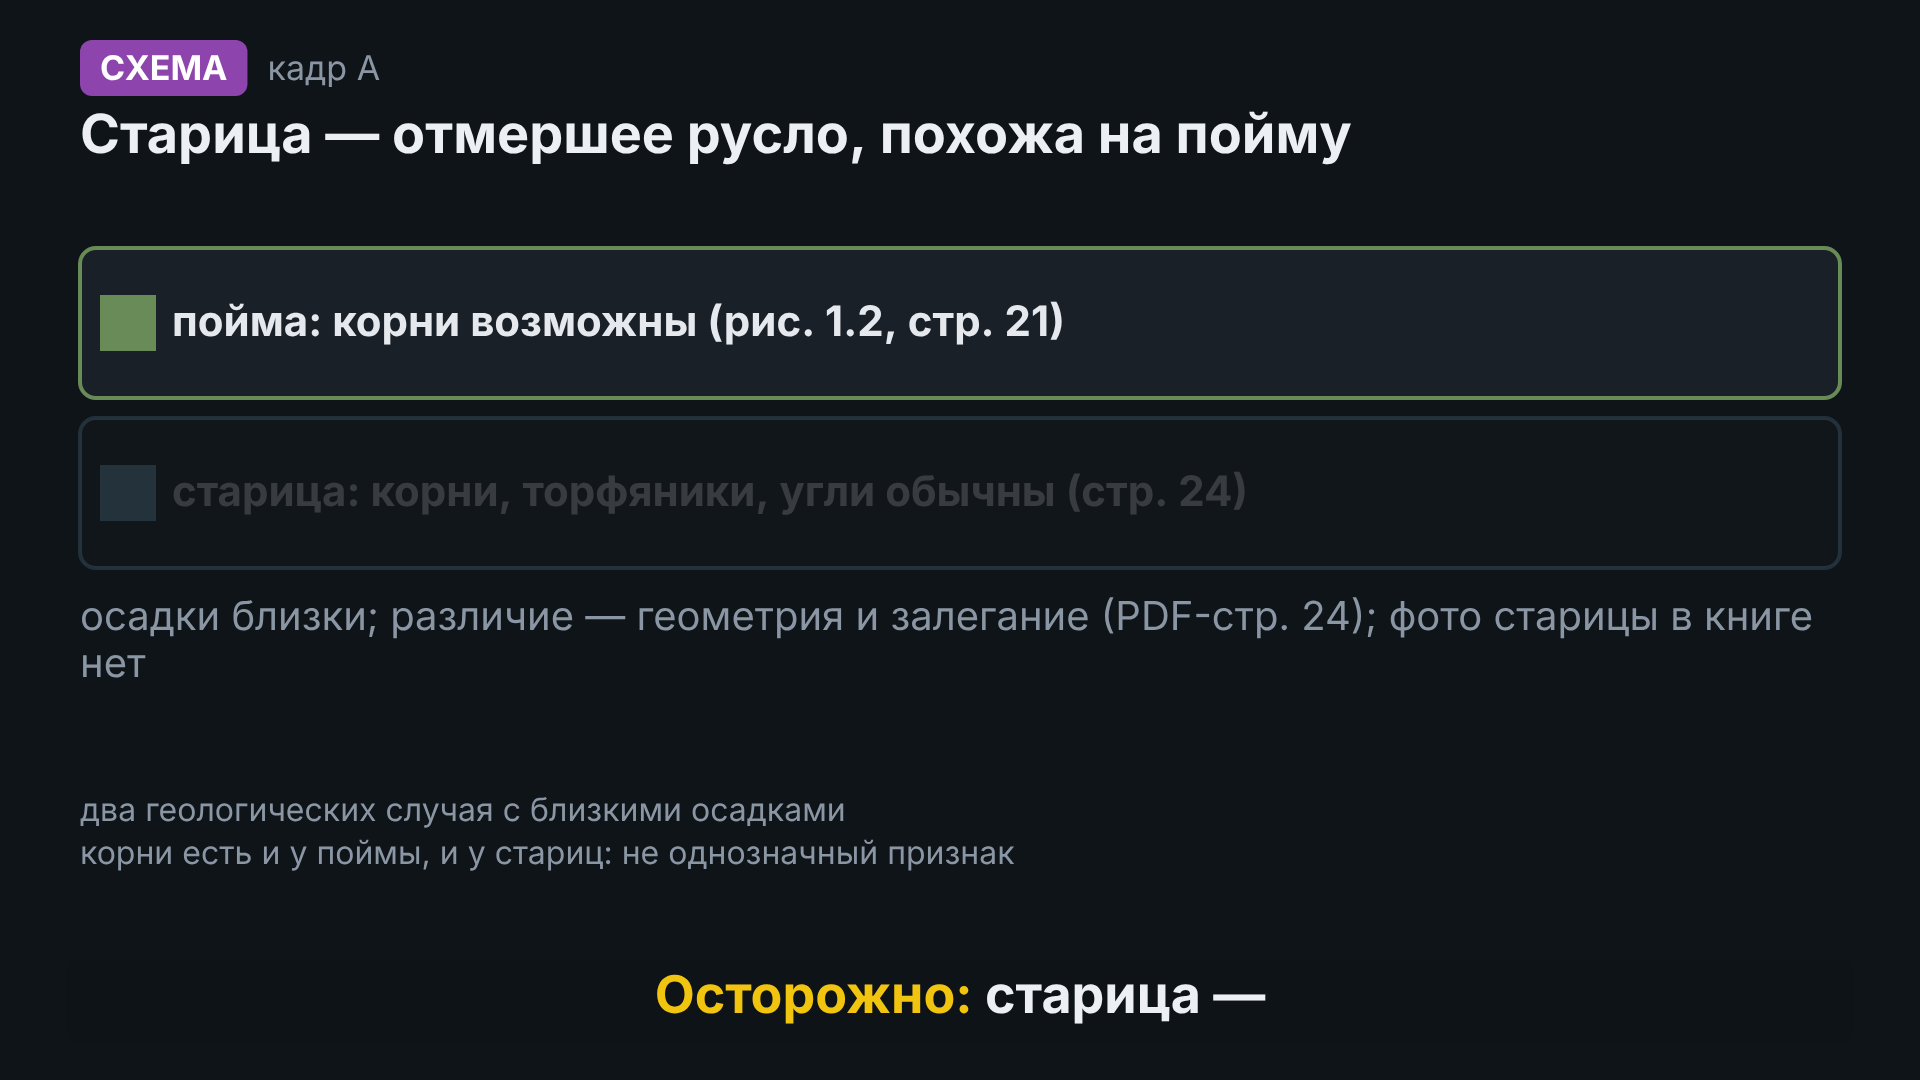 СХЕМА кадр А
Старица — отмершее русло, похожа на пойму
пойма: корни возможны (рис. 1.2, стр. 21)
старица: корни, торфяники, угли обычны (стр. 24)
осадки близки; различие — геометрия и залегание (PDF-стр. 24); фото старицы в книге
нет
два геологических случая с близкими осадками
корни есть и у поймы, и у стариц: не однозначный признак
Осторожно: старица —